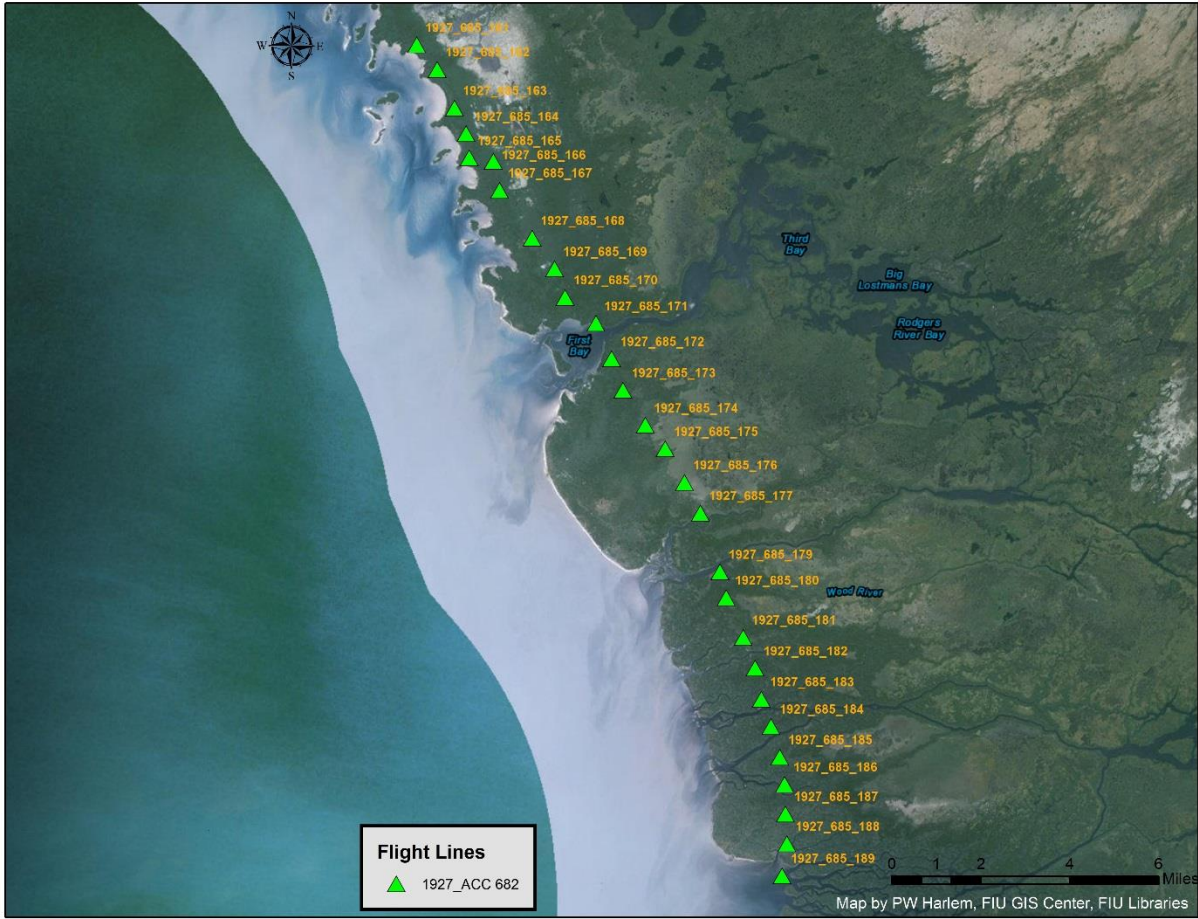 N
W E
S
1927_685_161
1927_685_162
1927_685_163
1927_685_164
1927_685_165
1927_685_166
1927_685_167
1927_685_168
1927_685_169
1927_685_170
1927_685_171
1927_685_172
1927_685_173
1927_685_174
1927_685_175
1927_685_176
1927_685_177
1927_685_179
1927_685_180
1927_685_181
1927_685_182
1927_685_183
1927_685_184
1927_685_185
1927_685_186
1927_685_187
1927_685_188
1927_685_189
Third
Bay
Big
Lostmans Bay
Rodgers
River Bay
First
Bay
Wood River
Flight Lines
1927_ACC 682
0 1 2 4 6
Miles
Map by PW Harlem, FIU GIS Center, FIU Libraries